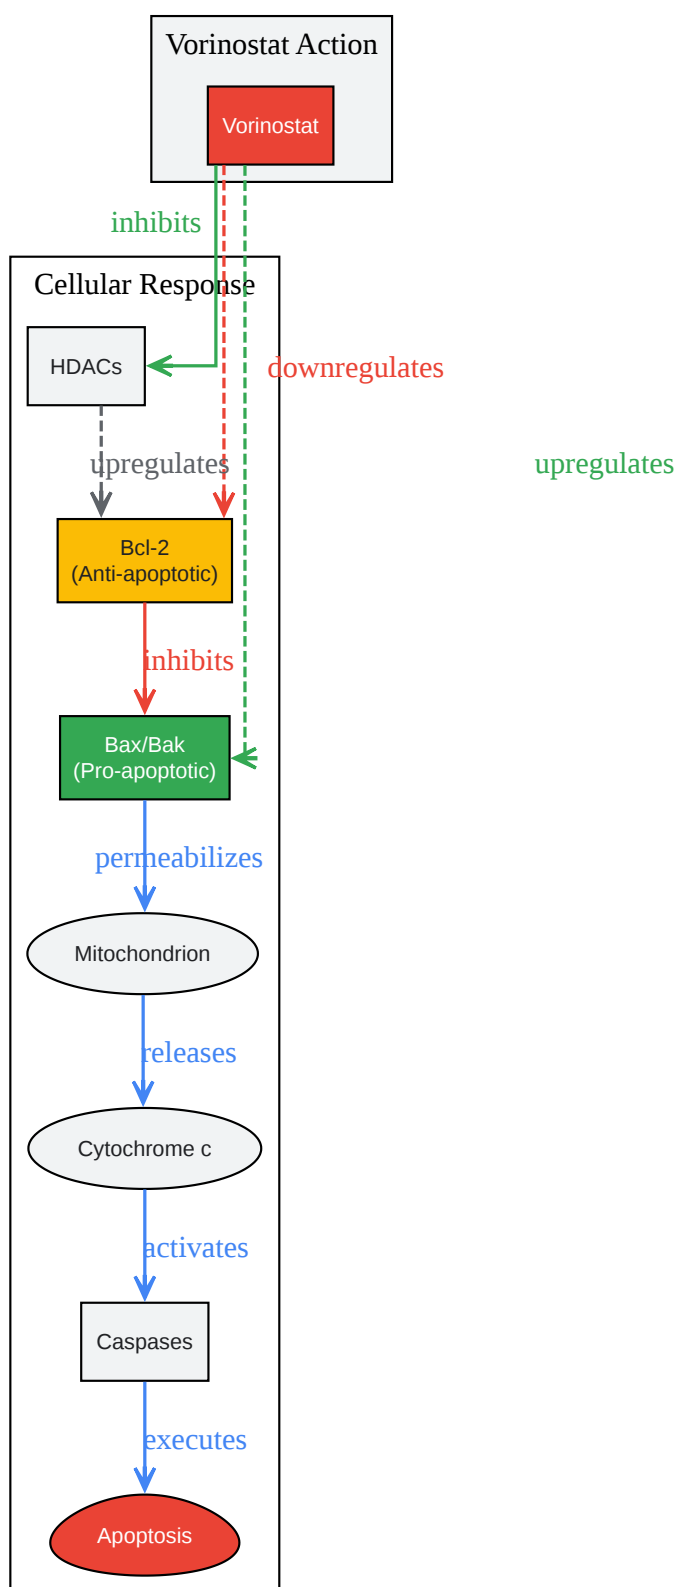 Vorinostat Action
Vorinostat
inhibits
Cellular Response
HDACs
downregulates
upregulates
upregulates
Bcl-2
(Anti-apoptotic)
inhibits
Bax/Bak
(Pro-apoptotic)
permeabilizes
Mitochondrion
releases
Cytochrome c
activates
Caspases
executes
Apoptosis